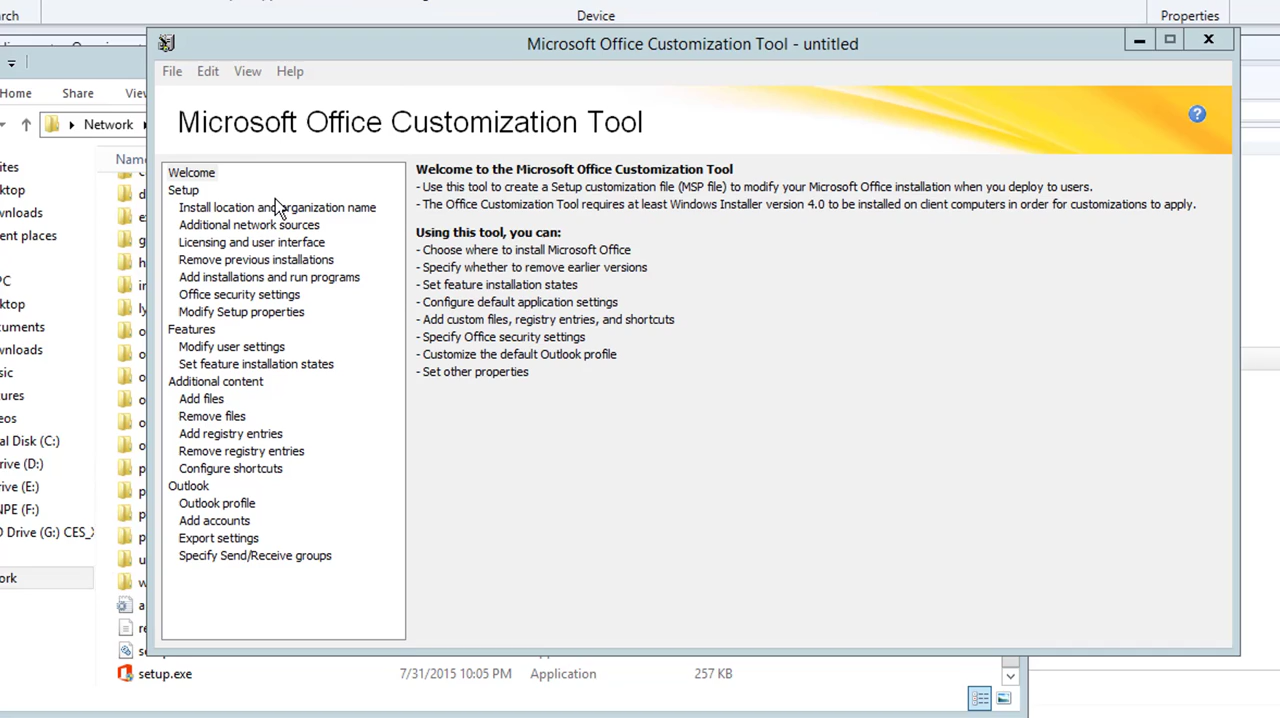 rch
Device
Properties
Microsoft Office Customization Tool - untitled
Home Share Vie
File Edit View Help
Network
Microsoft Office Customization Tool
Nam
ites
ktop
wnloads
ent places
PC
ktop
uments
wnloads
sic
ures
eos
al Disk (C:)
rive (D:)
rive (E:)
NPE (F:)
D Drive (G:) CES_X
ork
Welcome
Setup
Install location and organization name
Additional network sources
Licensing and user interface
Remove previous installations
Add installations and run programs
Office security settings
Modify Setup properties
Features
Modify user settings
Set feature installation states
Additional content
Add files
Remove files
Add registry entries
Remove registry entries
Configure shortcuts
Outlook
Outlook profile
Add accounts
Export settings
Specify Send/Receive groups
Welcome to the Microsoft Office Customization Tool
- Use this tool to create a Setup customization file (MSP file) to modify your Microsoft Office installation when you deploy to users.
- The Office Customization Tool requires at least Windows Installer version 4.0 to be installed on client computers in order for customizations to apply.
Using this tool, you can:
- Choose where to install Microsoft Office
- Specify whether to remove earlier versions
- Set feature installation states
- Configure default application settings
- Add custom files, registry entries, and shortcuts
- Specify Office security settings
- Customize the default Outlook profile
- Set other properties
setup.exe 7/31/2015 10:05 PM Application 257 KB